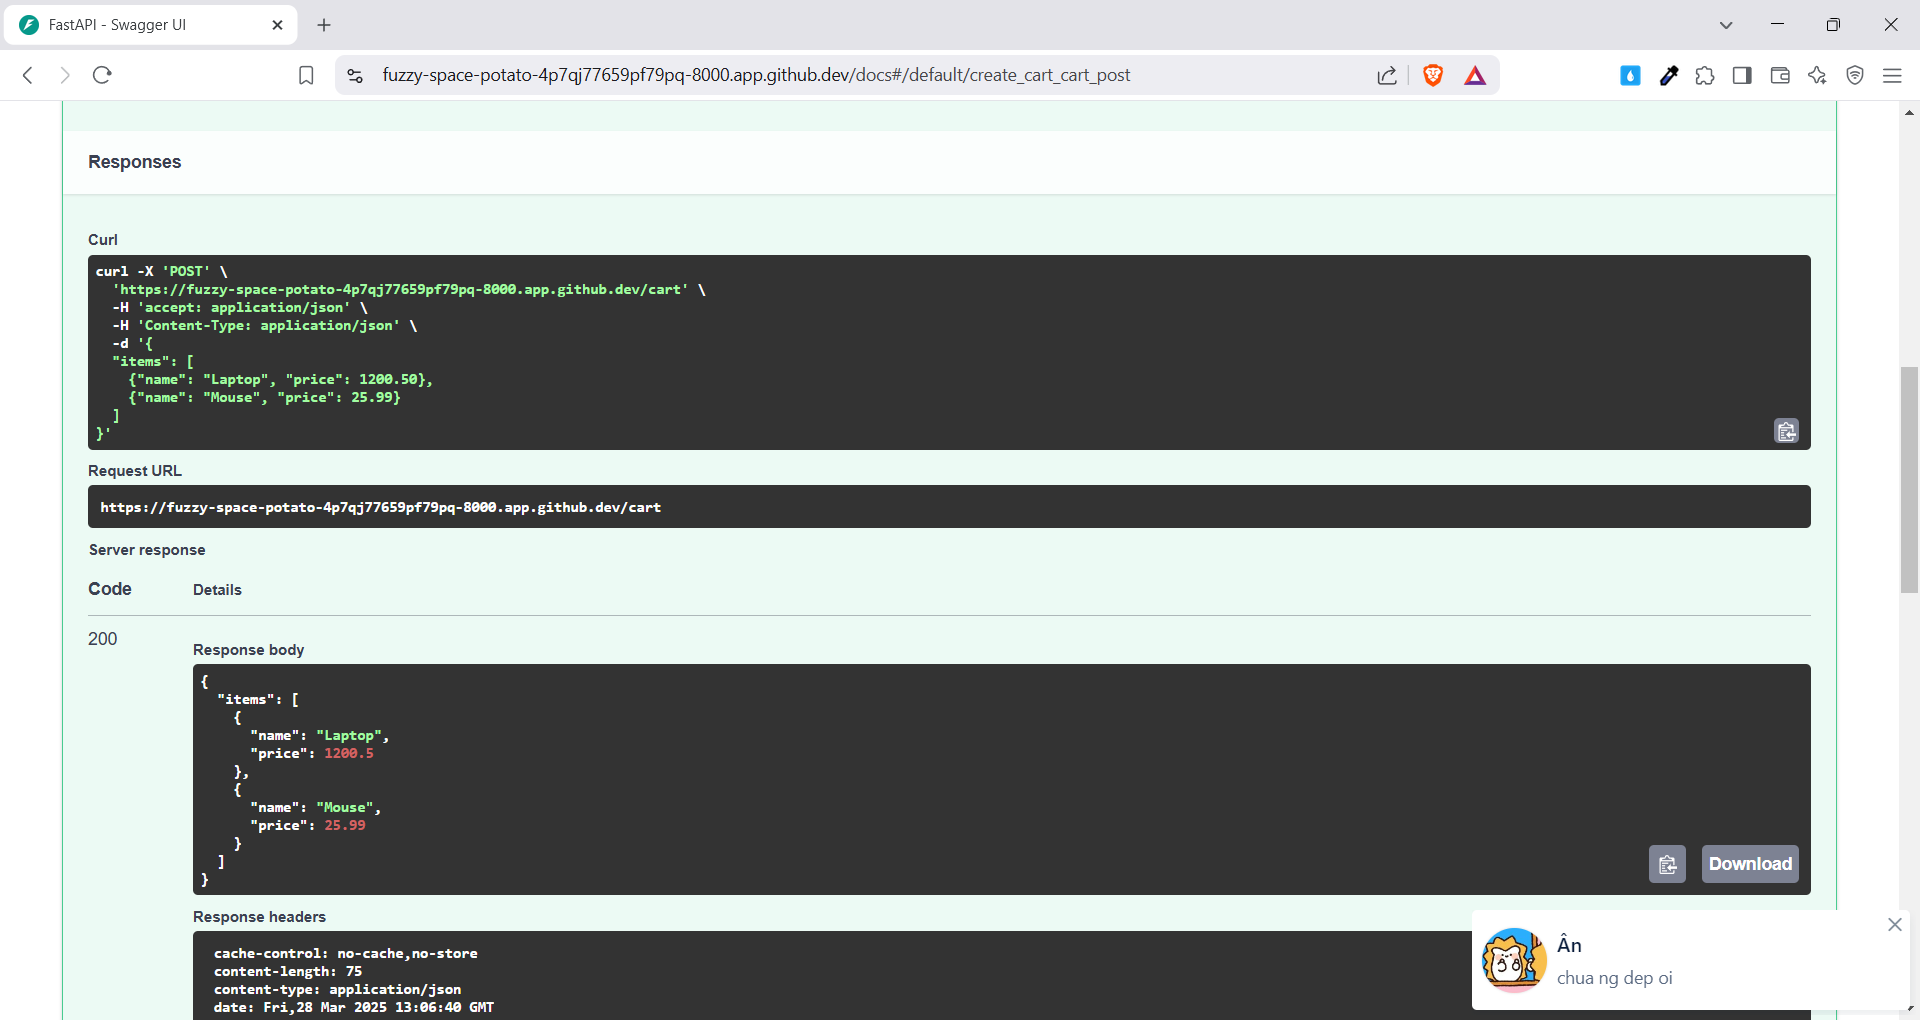 FastAPI - Swagger UI
fuzzy-space-potato-4p7qj77659pf79pq-8000.app.github.dev/docs#/default/create_cart_cart_post
Responses
Curl
curl -X 'POST' \
  'https://fuzzy-space-potato-4p7qj77659pf79pq-8000.app.github.dev/cart' \
  -H 'accept: application/json' \
  -H 'Content-Type: application/json' \
  -d '{
  "items": [
    {"name": "Laptop", "price": 1200.50},
    {"name": "Mouse", "price": 25.99}
  ]
}'
Request URL
https://fuzzy-space-potato-4p7qj77659pf79pq-8000.app.github.dev/cart
Server response
Code Details
200
Response body
{
  "items": [
    {
      "name": "Laptop",
      "price": 1200.5
    },
    {
      "name": "Mouse",
      "price": 25.99
    }
  ]
}
Download
Response headers
cache-control: no-cache,no-store
content-length: 75
content-type: application/json
date: Fri,28 Mar 2025 13:06:40 GMT
Ân
chua ng dep oi